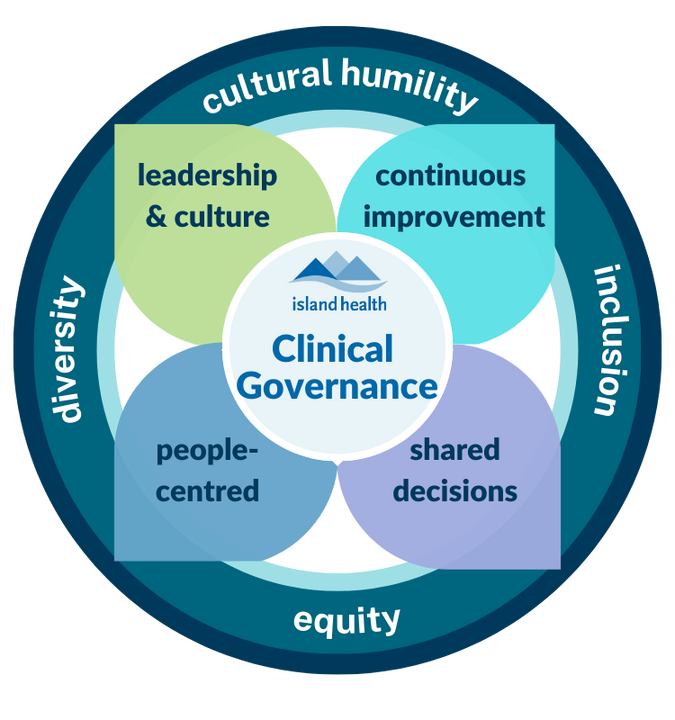 cultural humility
leadership
& culture
continuous
improvement
diversity
inclusion
island health
Clinical
Governance
people-
centred
shared
decisions
equity